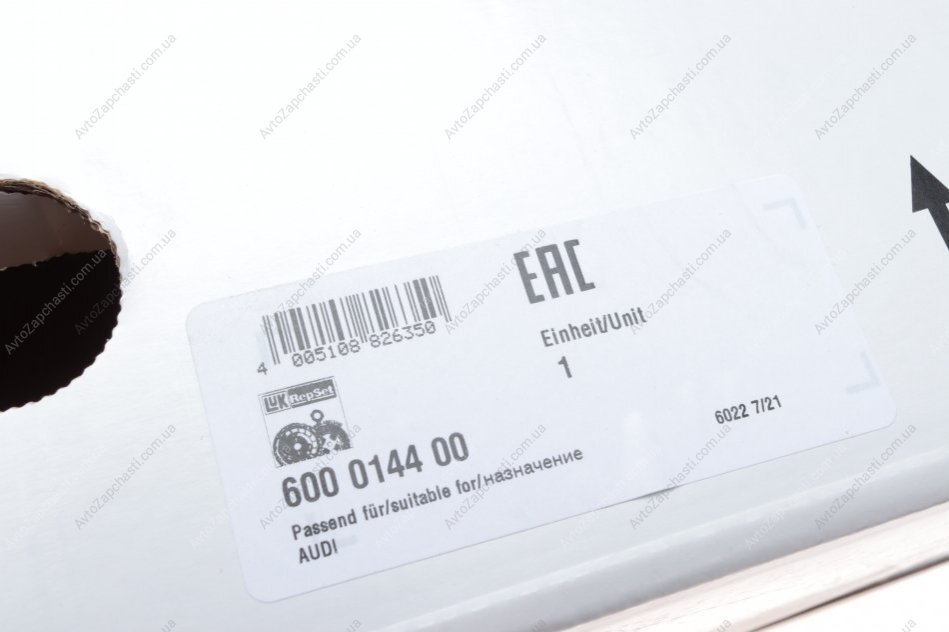 EAC
4 005108 826350
Einheit/Unit
1
LuK RepSet
600 0144 00
6022 7/21
Passend für/suitable for/назначение
AUDI
AvtoZapchasti.com.ua